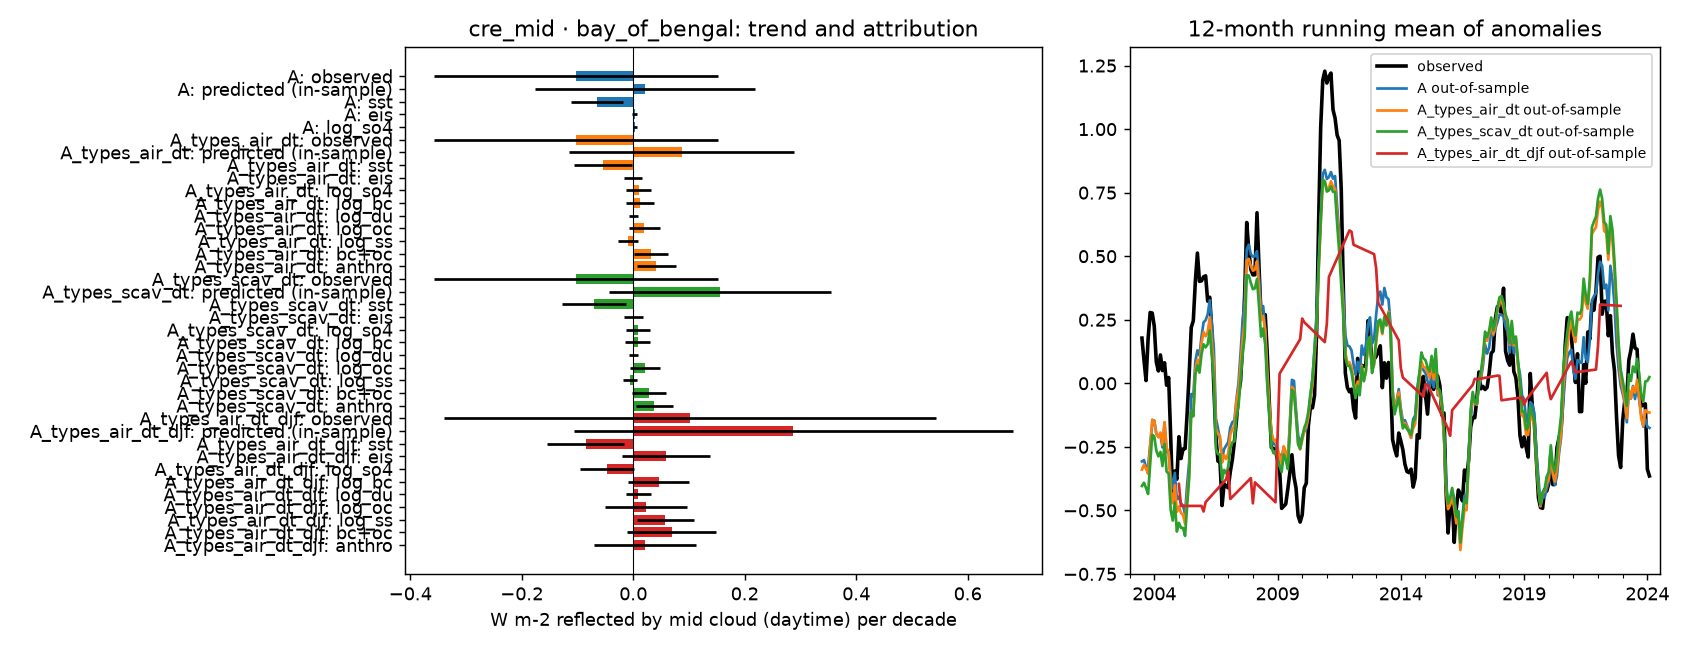 cre_mid · bay_of_bengal: trend and attribution
A: observed
A: predicted (in-sample)
A: sst
A: eis
A: log_so4
A_types_air_dt: observed
A_types_air_dt: predicted (in-sample)
A_types_air_dt: sst
A_types_air_dt: eis
A_types_air_dt: log_so4
A_types_air_dt: log_bc
A_types_air_dt: log_du
A_types_air_dt: log_oc
A_types_air_dt: log_ss
A_types_air_dt: bc+oc
A_types_air_dt: anthro
A_types_scav_dt: observed
A_types_scav_dt: predicted (in-sample)
A_types_scav_dt: sst
A_types_scav_dt: eis
A_types_scav_dt: log_so4
A_types_scav_dt: log_bc
A_types_scav_dt: log_du
A_types_scav_dt: log_oc
A_types_scav_dt: log_ss
A_types_scav_dt: bc+oc
A_types_scav_dt: anthro
A_types_air_dt_djf: observed
A_types_air_dt_djf: predicted (in-sample)
A_types_air_dt_djf: sst
A_types_air_dt_djf: eis
A_types_air_dt_djf: log_so4
A_types_air_dt_djf: log_bc
A_types_air_dt_djf: log_du
A_types_air_dt_djf: log_oc
A_types_air_dt_djf: log_ss
A_types_air_dt_djf: bc+oc
A_types_air_dt_djf: anthro
−0.4 −0.2 0.0 0.2 0.4 0.6
W m-2 reflected by mid cloud (daytime) per decade
12-month running mean of anomalies
observed
A out-of-sample
A_types_air_dt out-of-sample
A_types_scav_dt out-of-sample
A_types_air_dt_djf out-of-sample
1.25
1.00
0.75
0.50
0.25
0.00
−0.25
−0.50
−0.75
2004 2009 2014 2019 2024